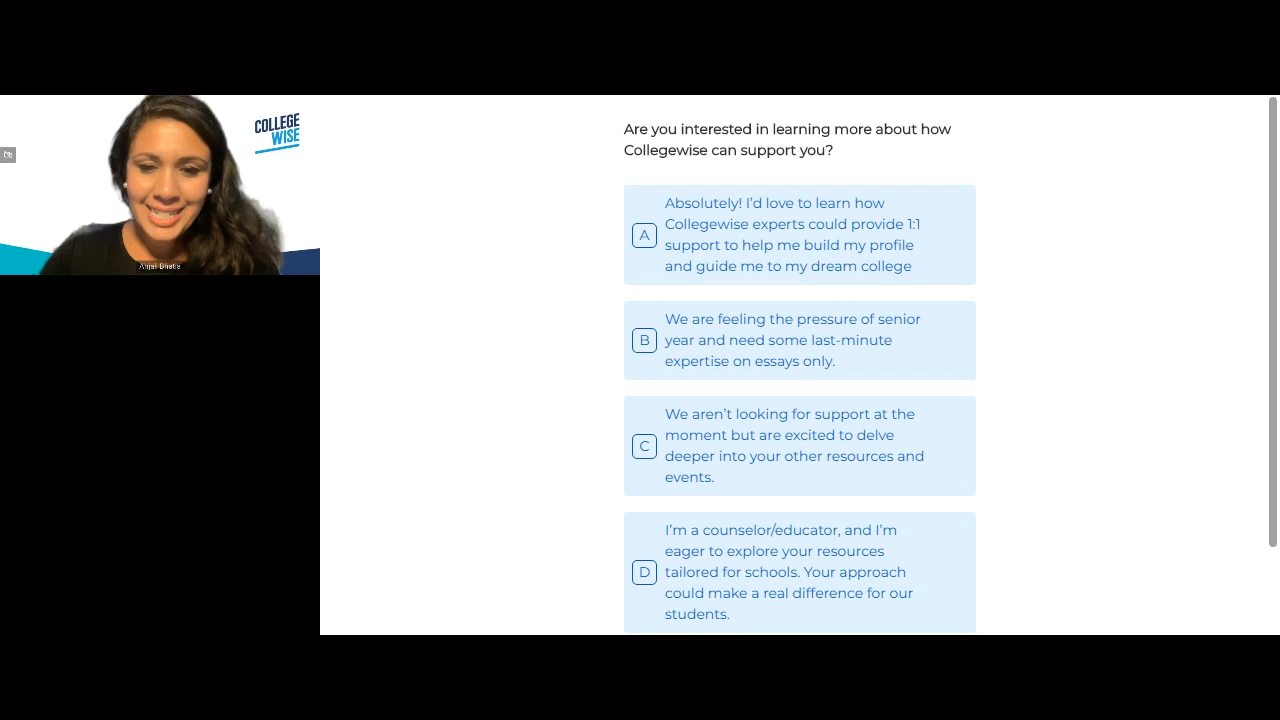 COLLEGE
WISE
Anjali Bhatia
Are you interested in learning more about how
Collegewise can support you?
A
Absolutely! I’d love to learn how
Collegewise experts could provide 1:1
support to help me build my profile
and guide me to my dream college
B
We are feeling the pressure of senior
year and need some last-minute
expertise on essays only.
C
We aren’t looking for support at the
moment but are excited to delve
deeper into your other resources and
events.
D
I’m a counselor/educator, and I’m
eager to explore your resources
tailored for schools. Your approach
could make a real difference for our
students.